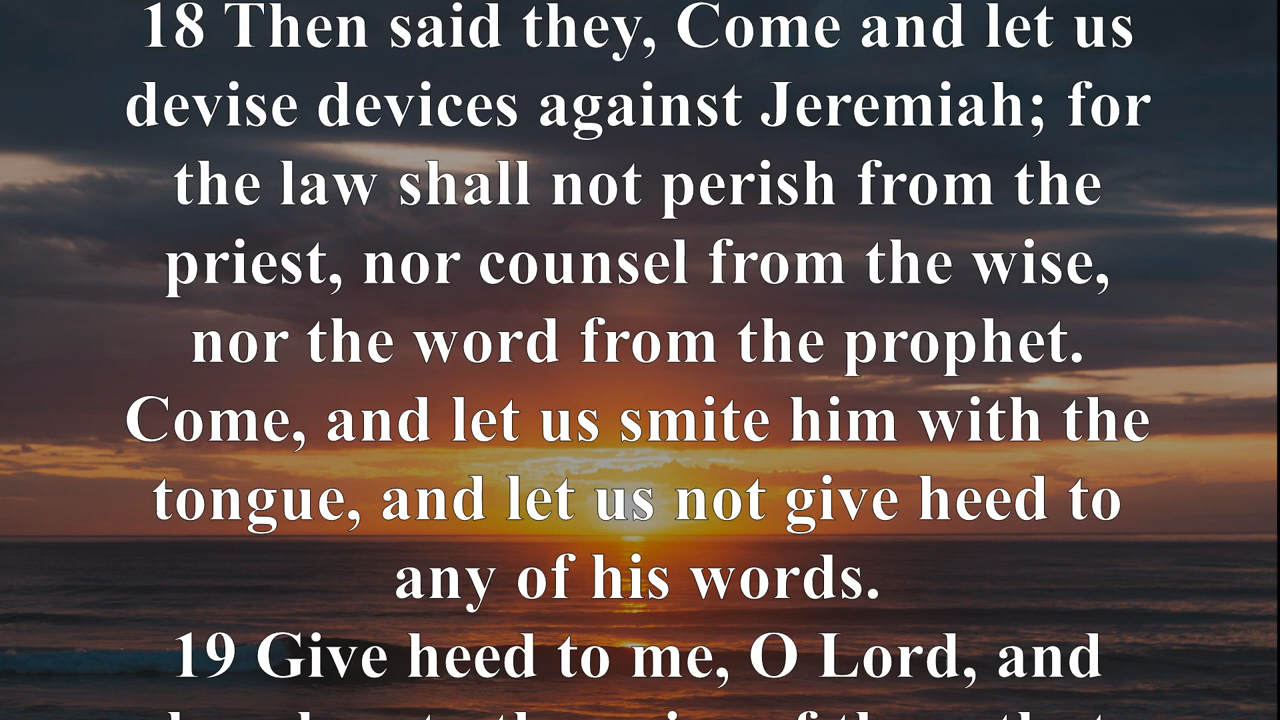 18 Then said they, Come and let us
devise devices against Jeremiah; for
the law shall not perish from the
priest, nor counsel from the wise,
nor the word from the prophet.
Come, and let us smite him with the
tongue, and let us not give heed to
any of his words.
19 Give heed to me, O Lord, and